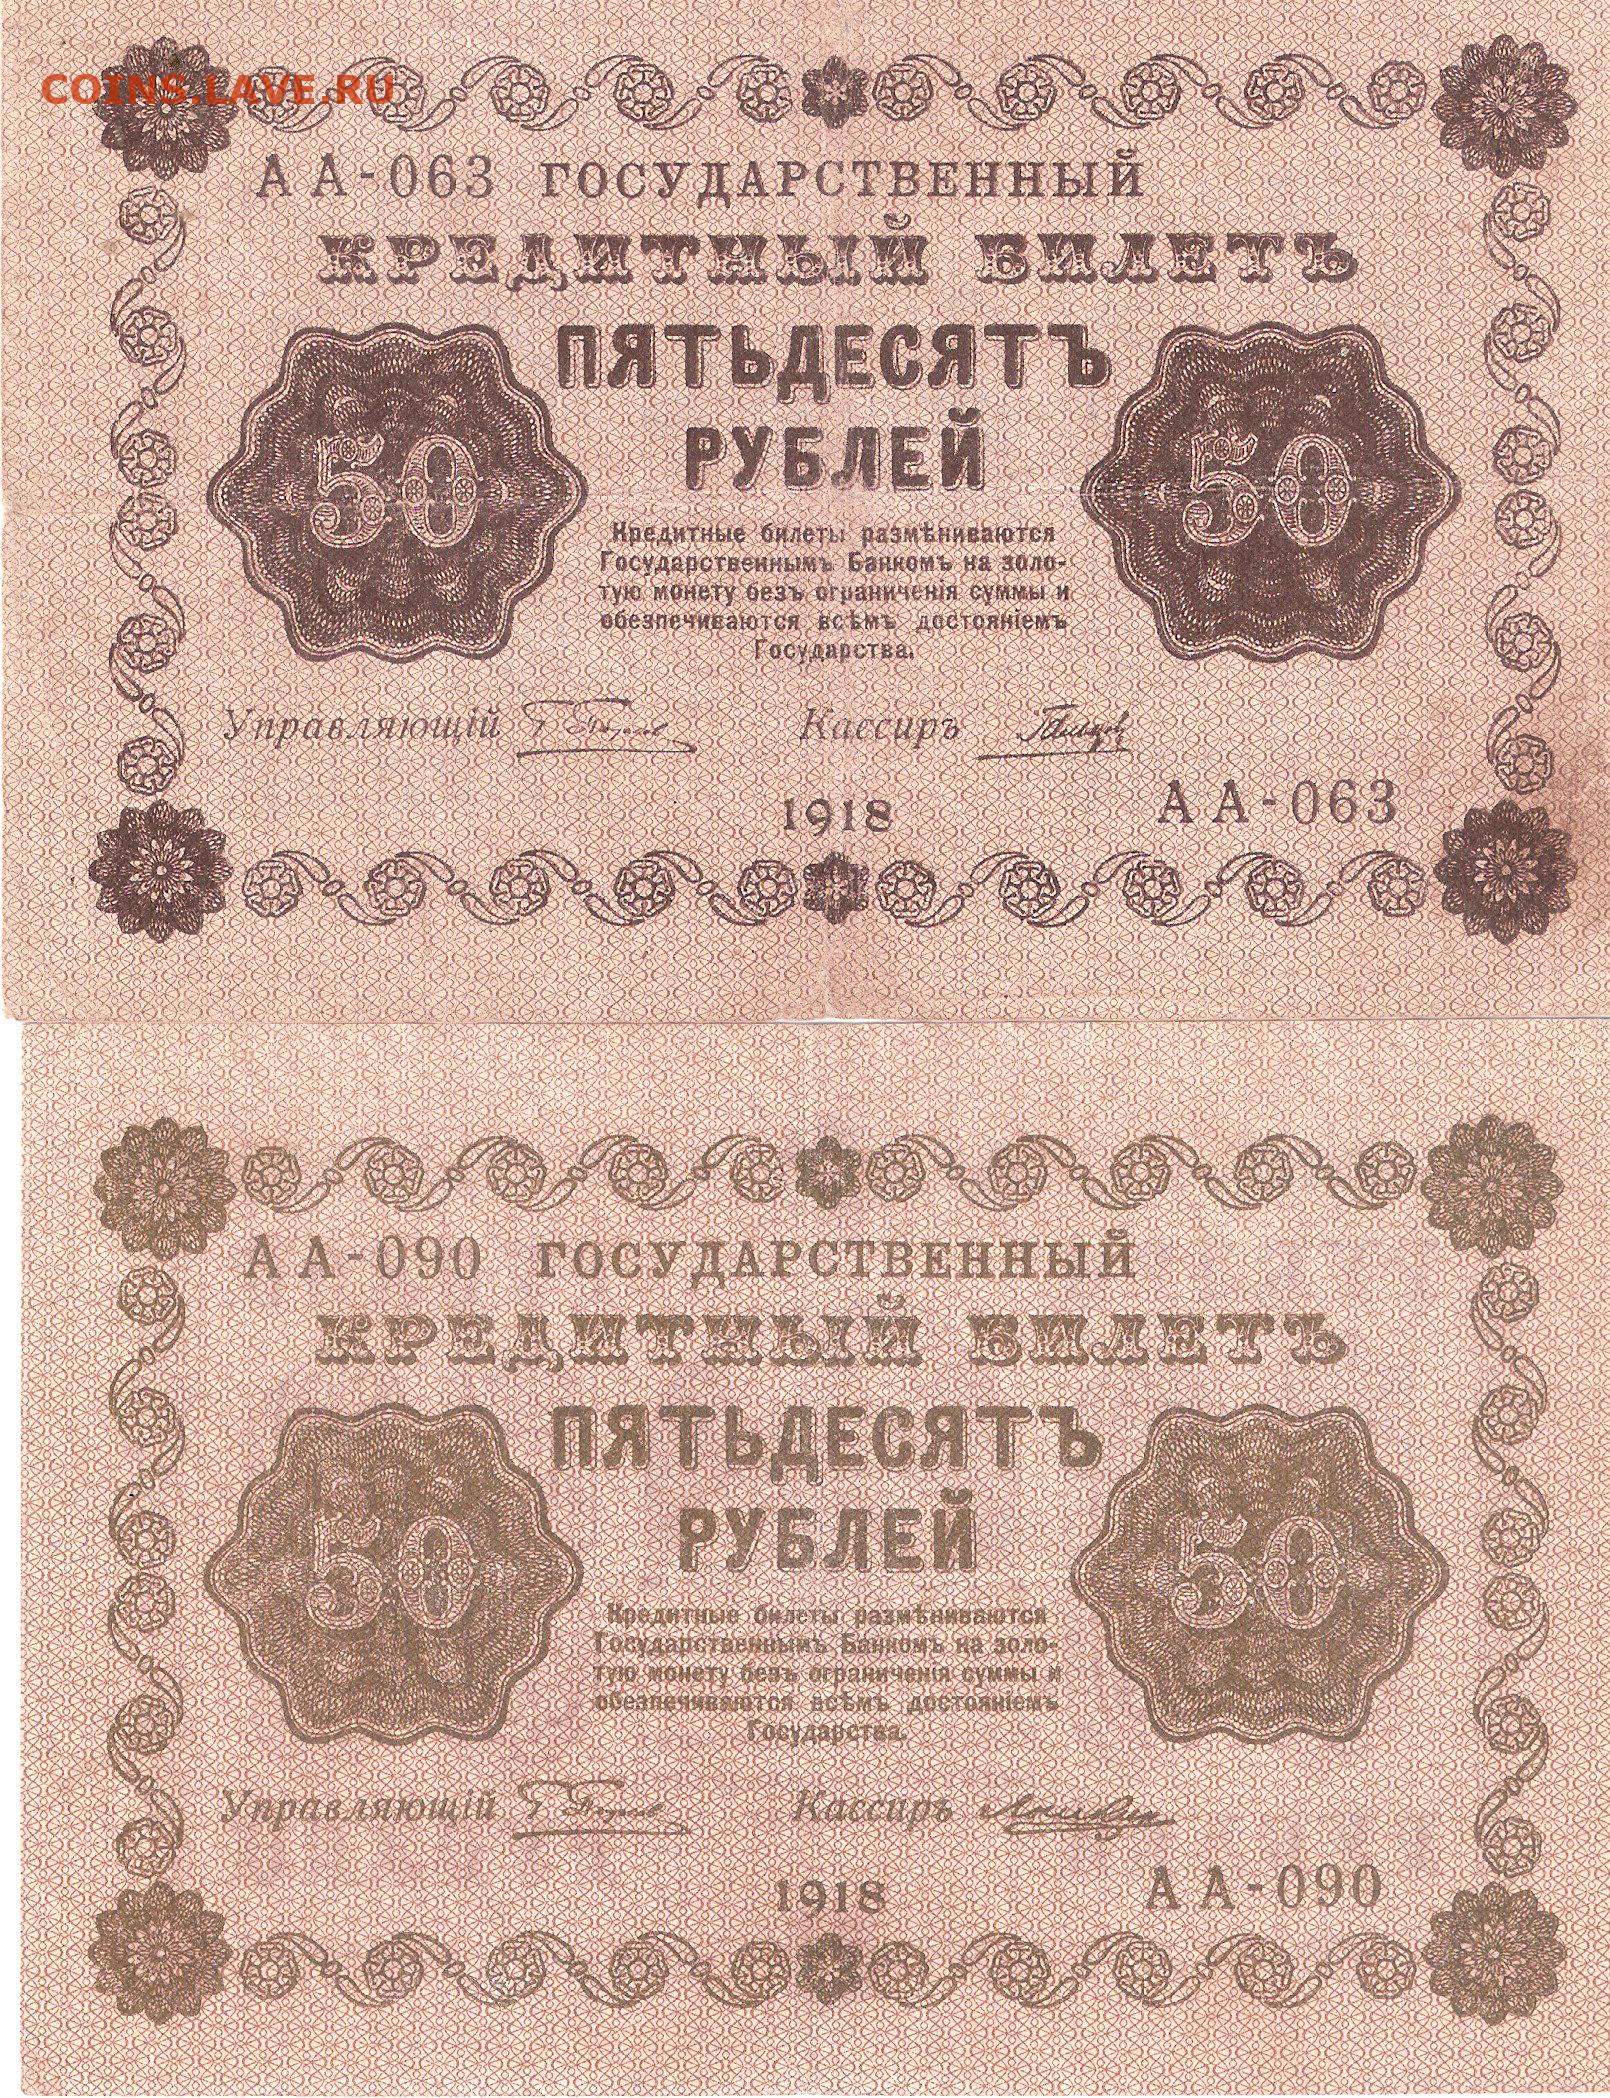 COINS.LAVE.RU
АА-063 ГОСУДАРСТВЕННЫЙ
КРЕДИТНЫЙ БИЛЕТЪ
ПЯТЬДЕСЯТЪ
РУБЛЕЙ
50 50
Кредитные билеты размѣниваются
Государственнымъ Банкомъ на золо-
тую монету безъ ограниченія суммы и
обезпечиваются всѣмъ достояніемъ
Государства.
Управляющій Кассиръ
1918
АА-063
АА-090 ГОСУДАРСТВЕННЫЙ
КРЕДИТНЫЙ БИЛЕТЪ
ПЯТЬДЕСЯТЪ
РУБЛЕЙ
50 50
Кредитные билеты размѣниваются
Государственнымъ Банкомъ на золо-
тую монету безъ ограниченія суммы и
обезпечиваются всѣмъ достояніемъ
Государства.
Управляющій Кассиръ
1918
АА-090